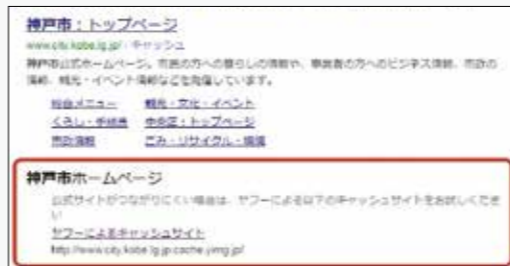 神戸市：トップページ
www.city.kobe.lg.jp/ - キャッシュ
神戸市公式ホームページ。市民の方への暮らしの情報や、事業者の方へのビジネス情報、市政の
情報、観光・イベント情報などを発信しています。
総合メニュー 観光・文化・イベント
くらし・手続き 中央区：トップページ
市政情報 ごみ・リサイクル・環境
神戸市ホームページ
公式サイトがつながりにくい場合は、ヤフーによる以下のキャッシュサイトをお試しくださ
い
ヤフーによるキャッシュサイト
http://www.city.kobe.lg.jp.cache.yimg.jp/